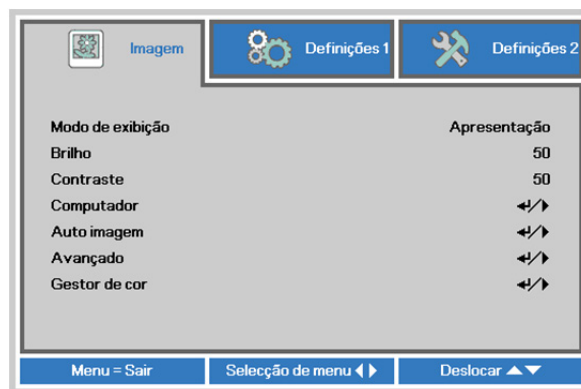 Imagem
Definições 1
Definições 2
Modo de exibição Apresentação
Brilho 50
Contraste 50
Computador ↵/▶
Auto imagem ↵/▶
Avançado ↵/▶
Gestor de cor ↵/▶
Menu = Sair
Selecção de menu ◀ ▶
Deslocar ▲▼